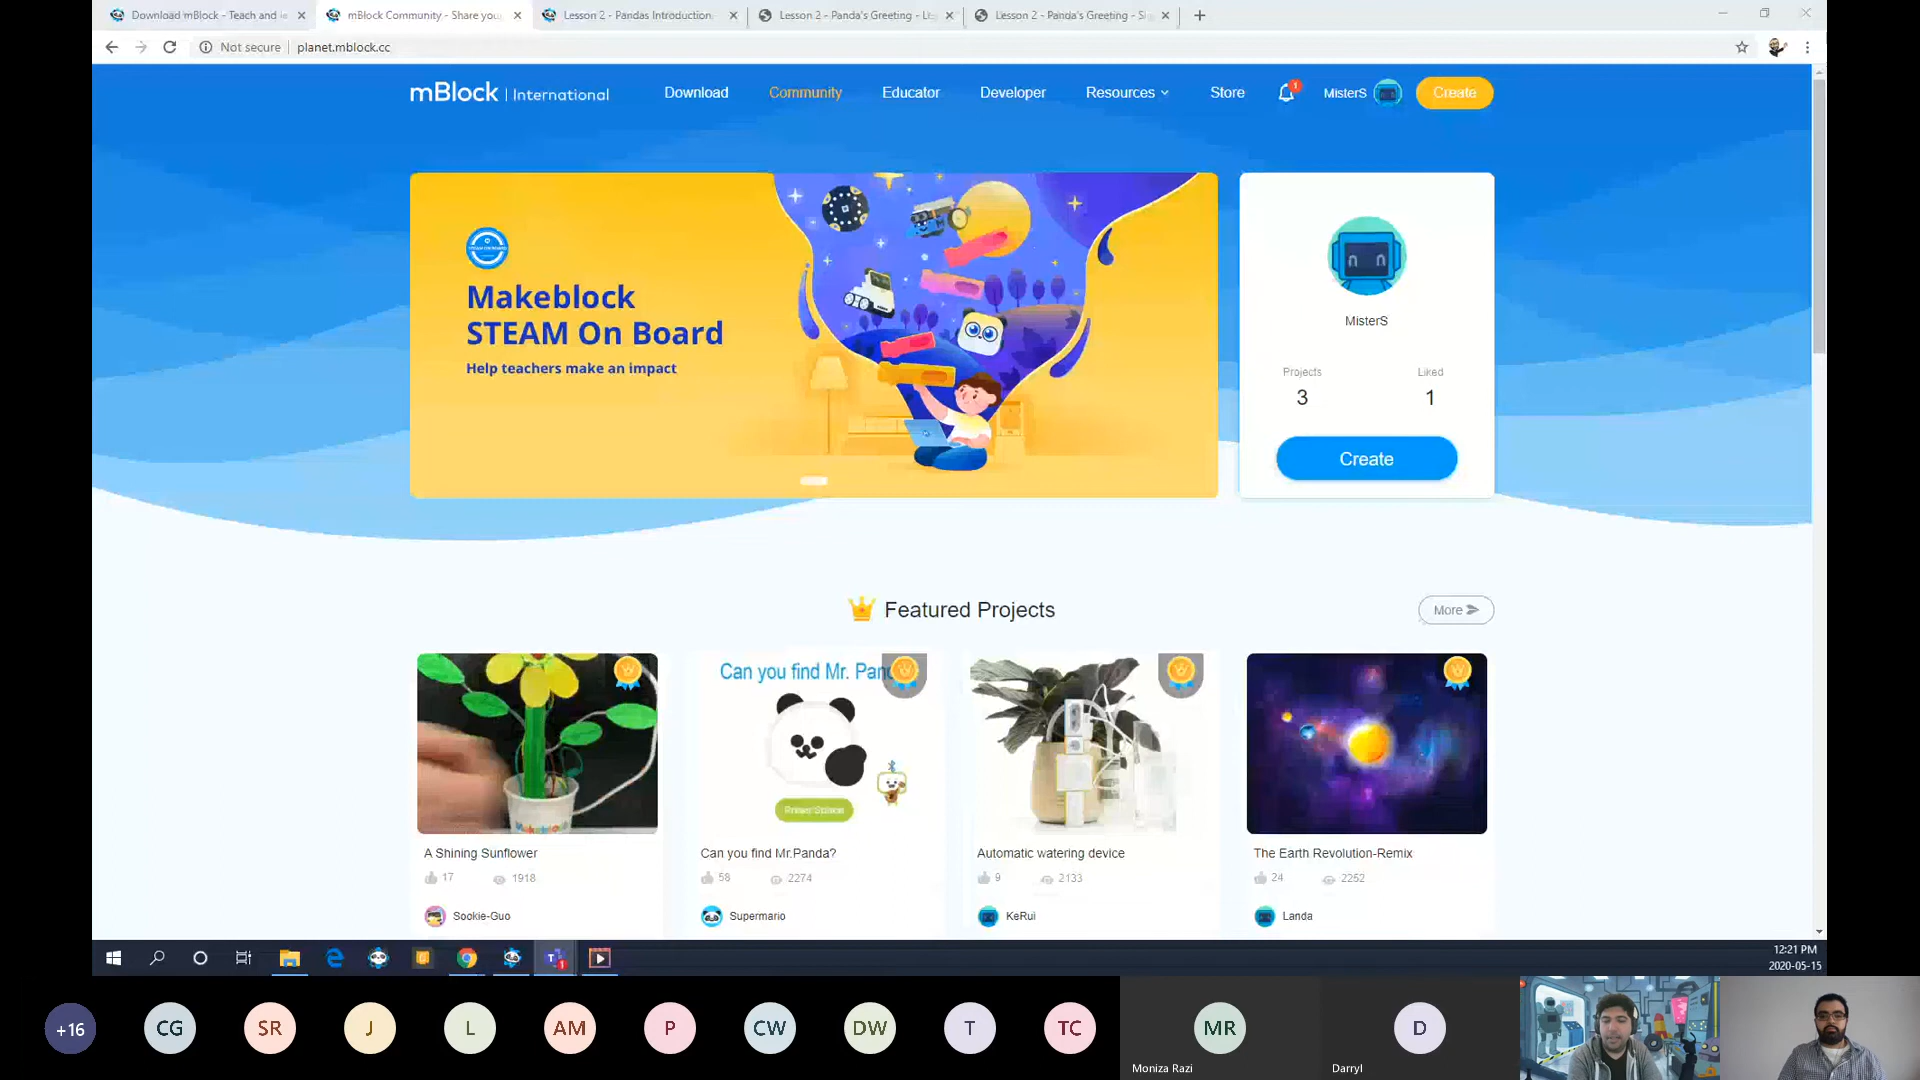 Download mBlock - Teach and le
mBlock Community - Share you
Lesson 2 - Pandas Introduction
Lesson 2 - Panda's Greeting - Li
Lesson 2 - Panda's Greeting - Si
Not secure
planet.mblock.cc
mBlock | International
Download
Community
Educator
Developer
Resources
Store
1
MisterS
Create
Makeblock
STEAM On Board
Help teachers make an impact
MisterS
Projects
Liked
3
1
Create
Featured Projects
More
Can you find Mr. Pand
A Shining Sunflower
Can you find Mr.Panda?
Automatic watering device
The Earth Revolution-Remix
17
1918
58
2274
9
2133
24
2252
Sookie-Guo
Supermario
KeRui
Landa
12:21 PM
2020-05-15
+16
CG
SR
J
L
AM
P
CW
DW
T
TC
MR
D
Moniza Razi
Darryl